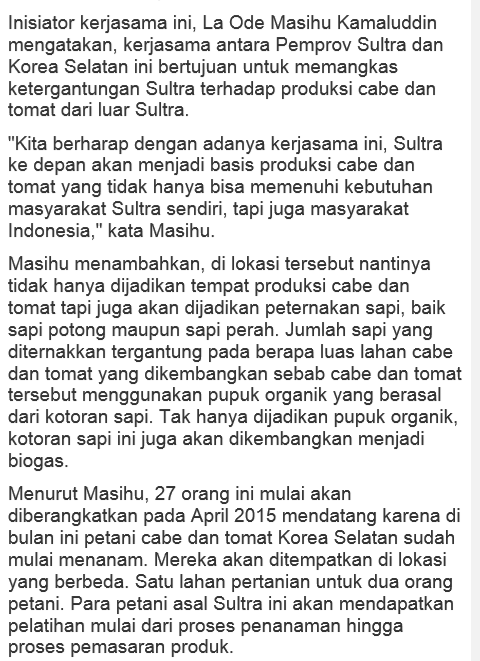 Inisiator kerjasama ini, La Ode Masihu Kamaluddin
mengatakan, kerjasama antara Pemprov Sultra dan
Korea Selatan ini bertujuan untuk memangkas
ketergantungan Sultra terhadap produksi cabe dan
tomat dari luar Sultra.
"Kita berharap dengan adanya kerjasama ini, Sultra
ke depan akan menjadi basis produksi cabe dan
tomat yang tidak hanya bisa memenuhi kebutuhan
masyarakat Sultra sendiri, tapi juga masyarakat
Indonesia," kata Masihu.
Masihu menambahkan, di lokasi tersebut nantinya
tidak hanya dijadikan tempat produksi cabe dan
tomat tapi juga akan dijadikan peternakan sapi, baik
sapi potong maupun sapi perah. Jumlah sapi yang
diternakkan tergantung pada berapa luas lahan cabe
dan tomat yang dikembangkan sebab cabe dan tomat
tersebut menggunakan pupuk organik yang berasal
dari kotoran sapi. Tak hanya dijadikan pupuk organik,
kotoran sapi ini juga akan dikembangkan menjadi
biogas.
Menurut Masihu, 27 orang ini mulai akan
diberangkatkan pada April 2015 mendatang karena di
bulan ini petani cabe dan tomat Korea Selatan sudah
mulai menanam. Mereka akan ditempatkan di lokasi
yang berbeda. Satu lahan pertanian untuk dua orang
petani. Para petani asal Sultra ini akan mendapatkan
pelatihan mulai dari proses penanaman hingga
proses pemasaran produk.